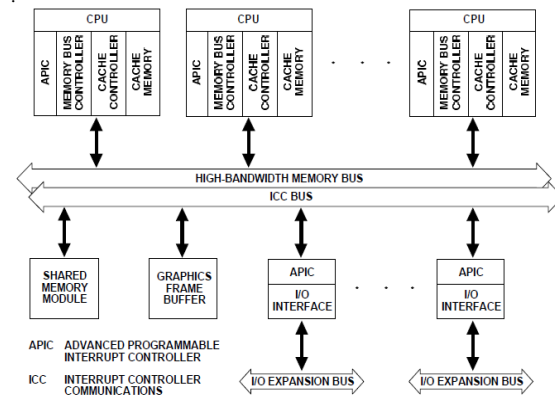 CPU
APIC
MEMORY BUS
CONTROLLER
CACHE
CONTROLLER
CACHE
MEMORY
CPU
APIC
MEMORY BUS
CONTROLLER
CACHE
CONTROLLER
CACHE
MEMORY
. . .
CPU
APIC
MEMORY BUS
CONTROLLER
CACHE
CONTROLLER
CACHE
MEMORY
HIGH-BANDWIDTH MEMORY BUS
ICC BUS
SHARED
MEMORY
MODULE
GRAPHICS
FRAME
BUFFER
APIC
I/O
INTERFACE
. . .
APIC
I/O
INTERFACE
APIC ADVANCED PROGRAMMABLE
INTERRUPT CONTROLLER
ICC INTERRUPT CONTROLLER
COMMUNICATIONS
I/O EXPANSION BUS
I/O EXPANSION BUS